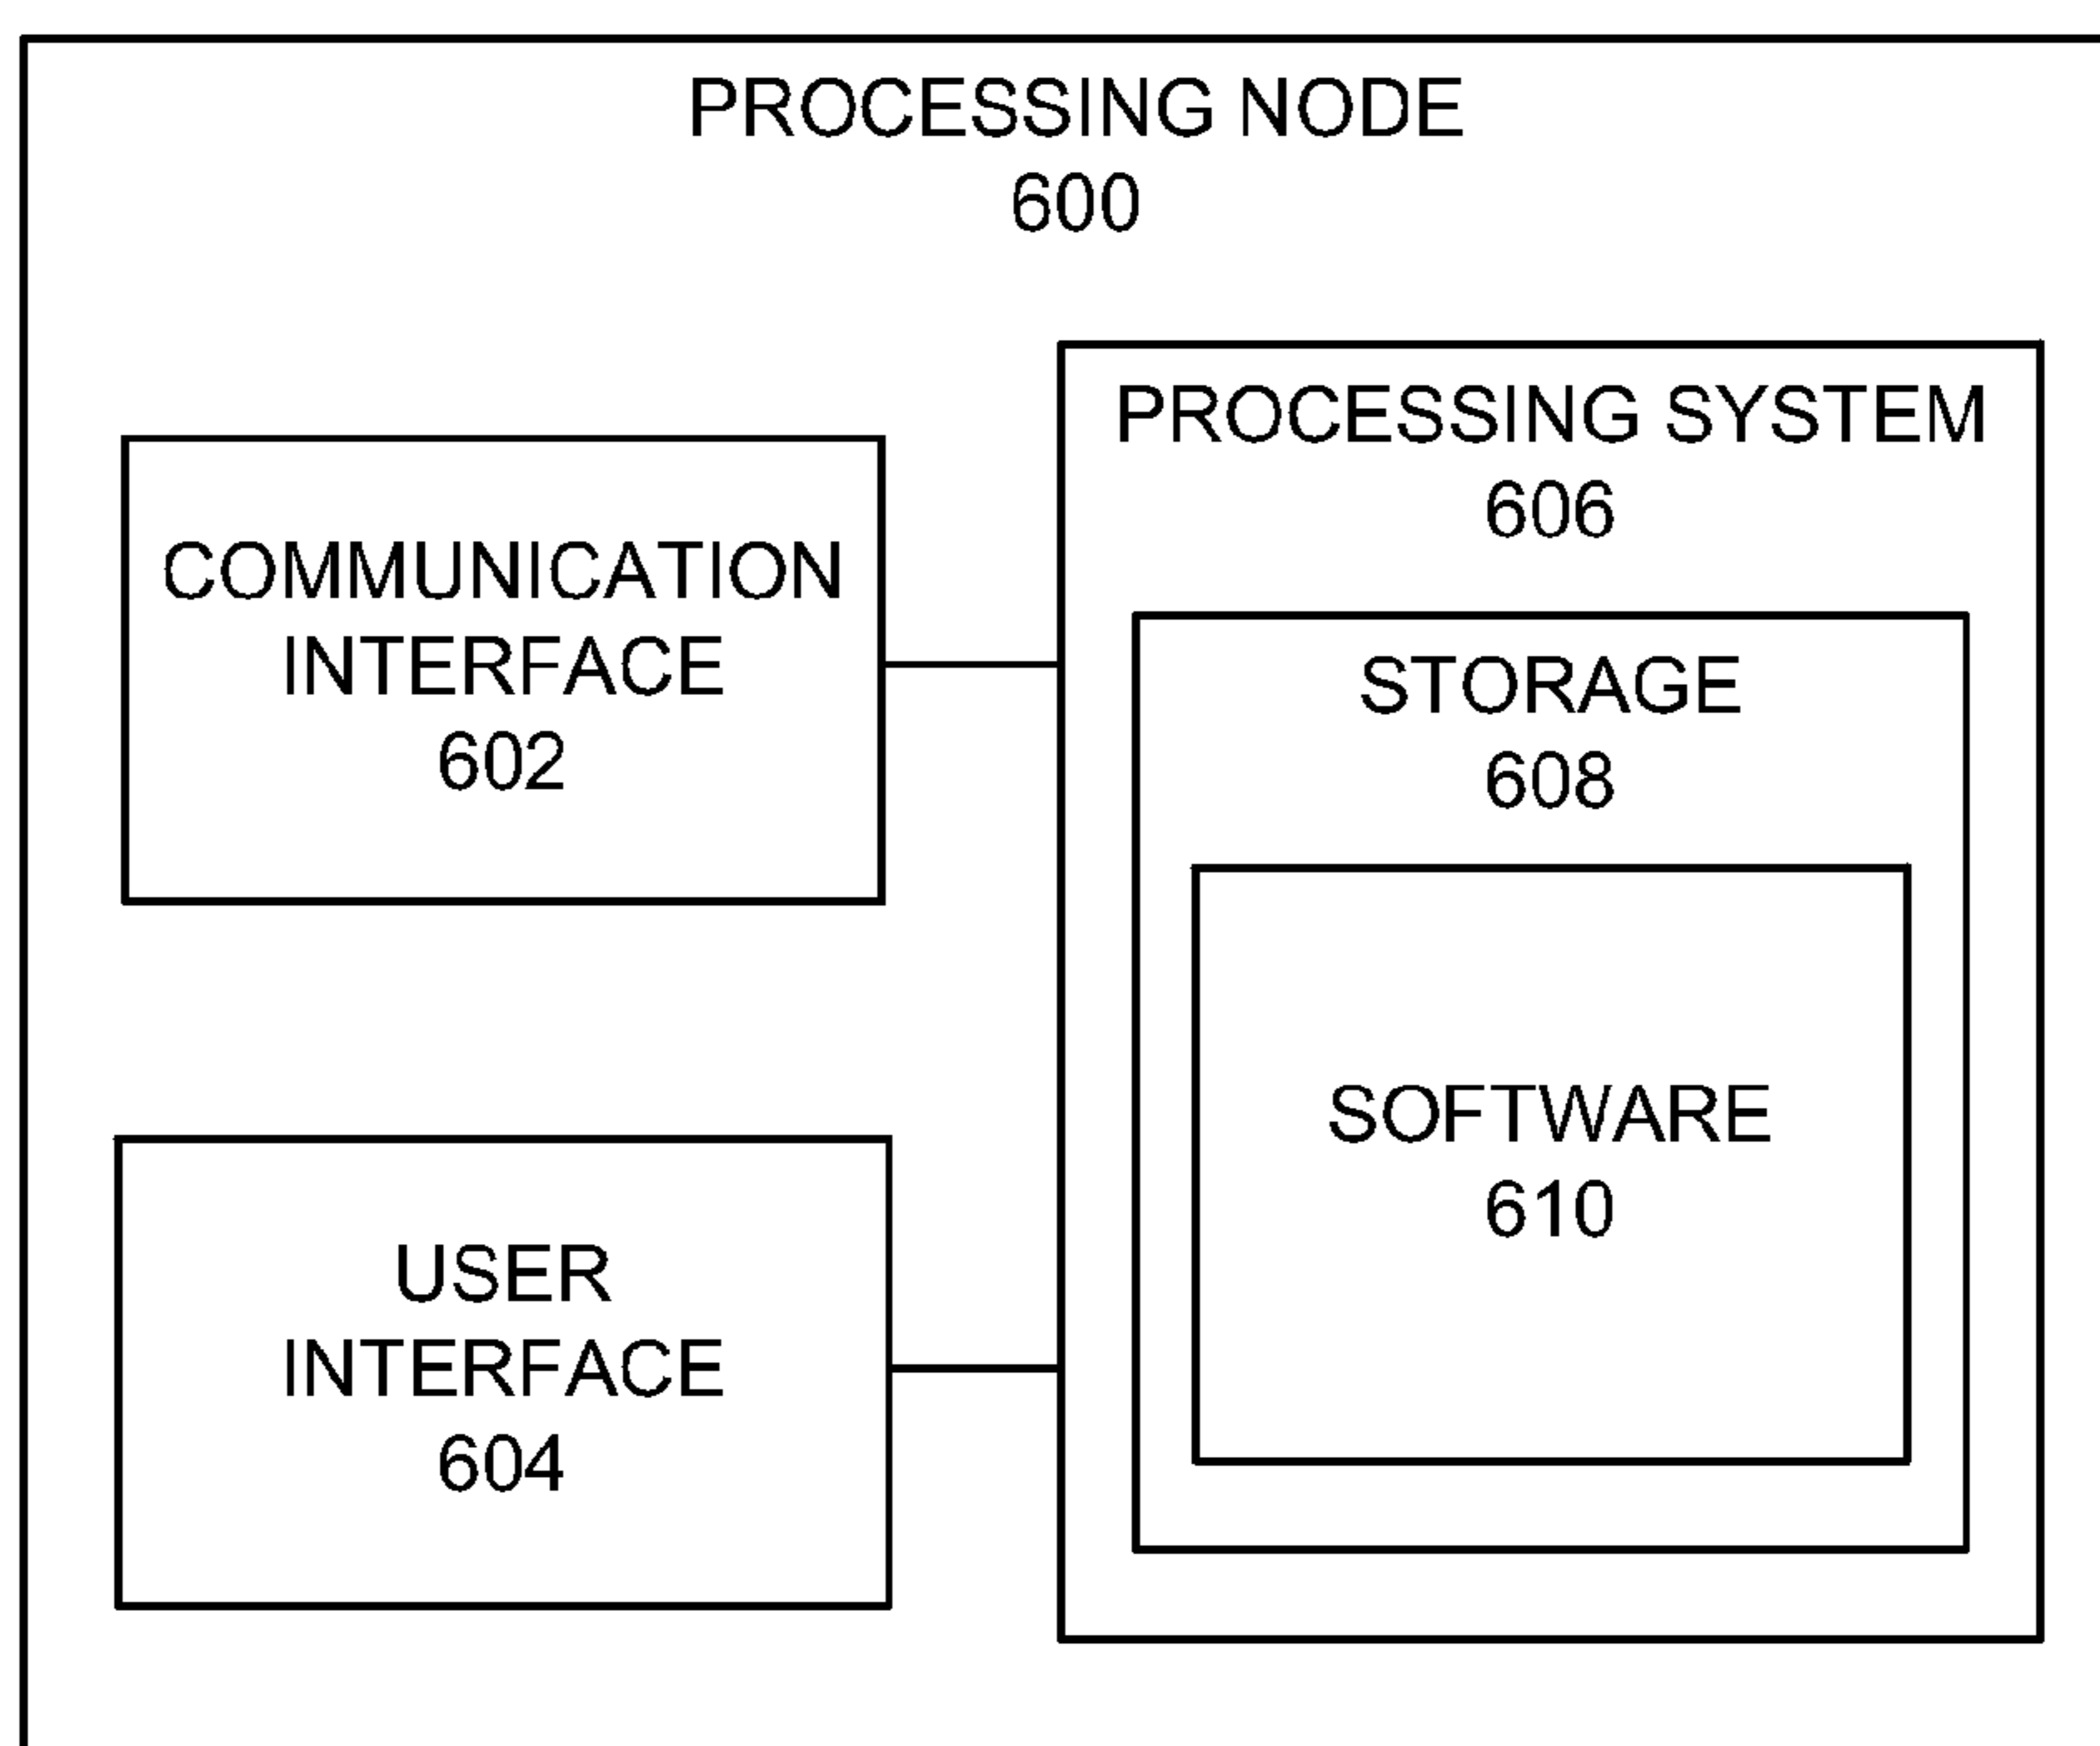 PROCESSING NODE
600
PROCESSING SYSTEM
606
COMMUNICATION
INTERFACE
602
STORAGE
608
SOFTWARE
610
USER
INTERFACE
604